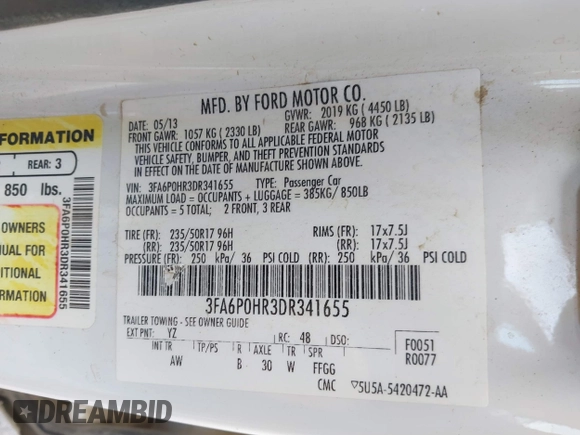 FORMATION
REAR: 3
850 lbs.
OWNERS
NUAL FOR
DITIONAL
FORMATION
3FA6P0HR3DR341655
MFD. BY FORD MOTOR CO.
DATE: 05/13 GVWR: 2019 KG ( 4450 LB)
FRONT GAWR: 1057 KG ( 2330 LB) REAR GAWR: 968 KG ( 2135 LB)
THIS VEHICLE CONFORMS TO ALL APPLICABLE FEDERAL MOTOR
VEHICLE SAFETY, BUMPER, AND THEFT PREVENTION STANDARDS
IN EFFECT ON THE DATE OF MANUFACTURE SHOWN ABOVE.
VIN: 3FA6P0HR3DR341655 TYPE: Passenger Car
MAXIMUM LOAD = OCCUPANTS + LUGGAGE = 385KG/ 850LB
OCCUPANTS = 5 TOTAL; 2 FRONT, 3 REAR
TIRE (FR): 235/50R17 96H RIMS (FR): 17x7.5J
(RR): 235/50R17 96H (RR): 17x7.5J
PRESSURE (FR): 250 kPa/ 36 PSI COLD (RR): 250 kPa/ 36 PSI COLD
3FA6P0HR3DR341655
TRAILER TOWING - SEE OWNER GUIDE
EXT PNT: YZ RC: 48 DSO: F0051
R0077
INT TR TP/PS R AXLE TR SPR
AW B 30 W FFGG
CMC 5U5A-5420472-AA
DREAMBID